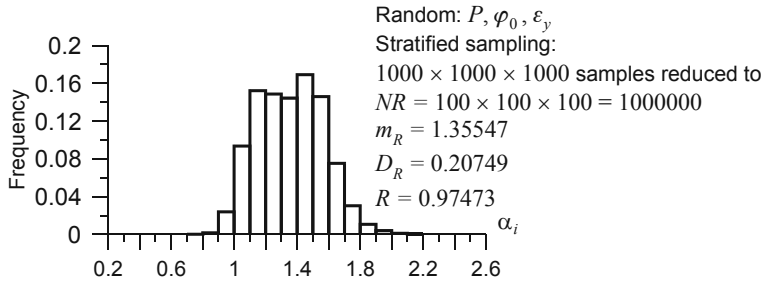 Random: P, φ₀, εᵧ
Stratified sampling:
1000 × 1000 × 1000 samples reduced to
NR = 100 × 100 × 100 = 1000000
m_R = 1.35547
D_R = 0.20749
R = 0.97473
α_i
Frequency
0.2
0.16
0.12
0.08
0.04
0
0.2 0.6 1 1.4 1.8 2.2 2.6